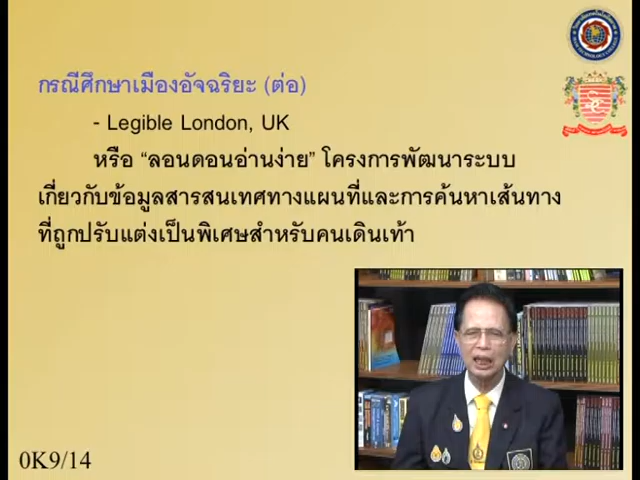 กรณีศึกษาเมืองอัจฉริยะ (ต่อ)
- Legible London, UK
หรือ “ลอนดอนอ่านง่าย” โครงการพัฒนาระบบ
เกี่ยวกับข้อมูลสารสนเทศทางแผนที่และการค้นหาเส้นทาง
ที่ถูกปรับแต่งเป็นพิเศษสำหรับคนเดินเท้า
0K9/14